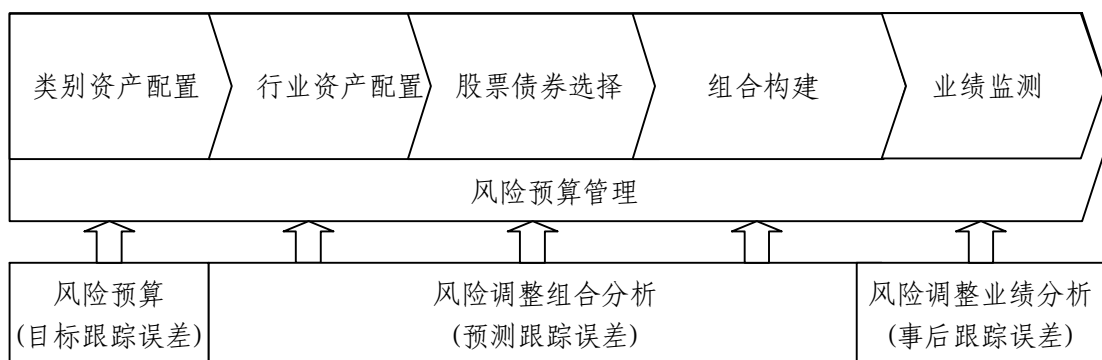 类别资产配置
行业资产配置
股票债券选择
组合构建
业绩监测
风险预算管理
风险预算
(目标跟踪误差)
风险调整组合分析
(预测跟踪误差)
风险调整业绩分析
(事后跟踪误差)